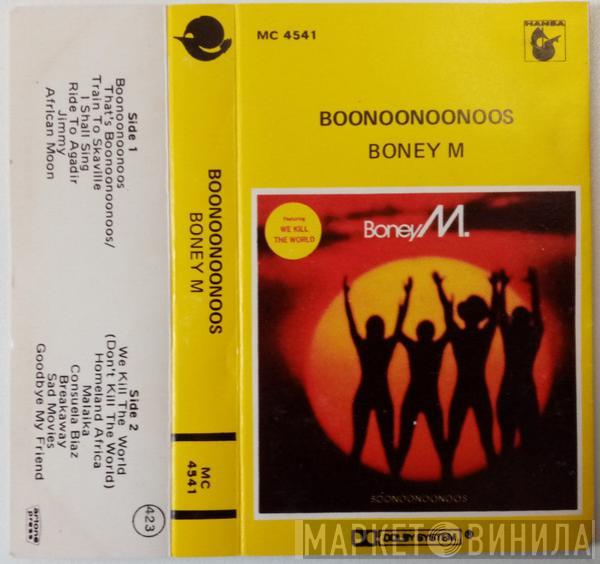 Side 1
Boonoonoonoos
That's Boonoonoonoos/
Train To Skaville
I Shall Sing
Ride To Agadir
Jimmy
African Moon
Side 2
We Kill The World
(Don't Kill The World)
Homeland Africa
Malaika
Consuela Biaz
Breakaway
Sad Movies
Goodbye My Friend
423
artone
press
BOONOONOONOOS
BONEY M
MC
4541
MC 4541
HANSA
BOONOONOONOOS
BONEY M
Featuring
WE KILL
THE WORLD
Boney M.
BOONOONOONOOS
DOLBY SYSTEM ®
МАРКЕТ ВИНИЛА